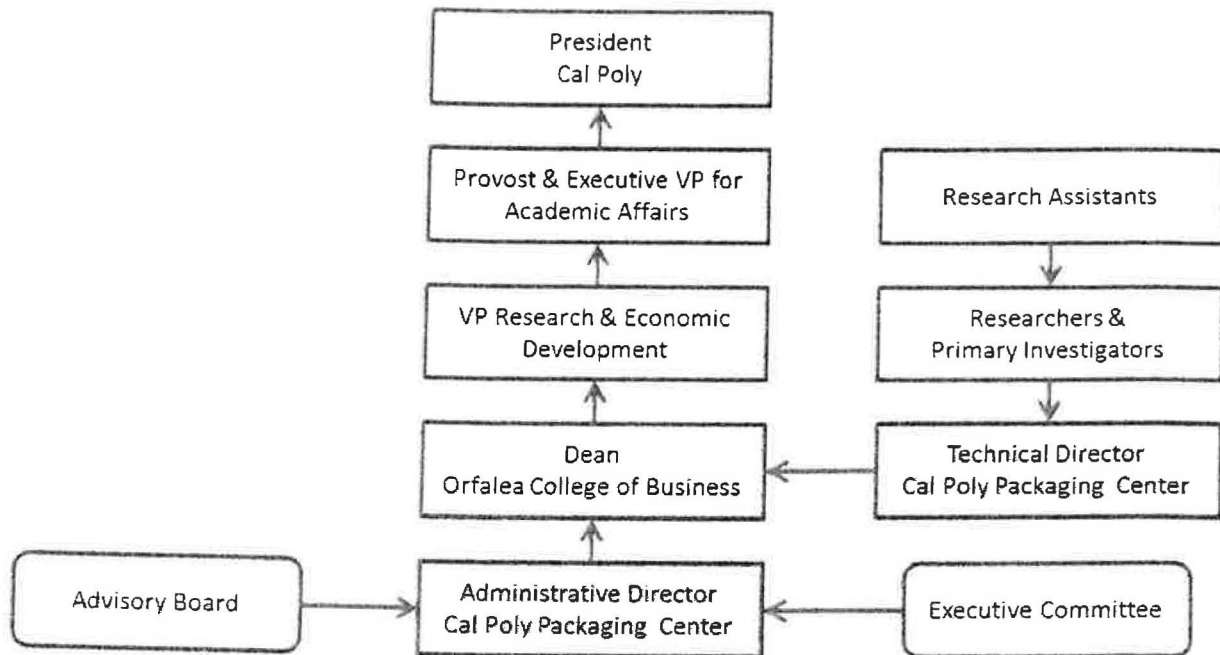 President
Cal Poly
Provost & Executive VP for
Academic Affairs
Research Assistants
VP Research & Economic
Development
Researchers &
Primary Investigators
Dean
Orfalea College of Business
Technical Director
Cal Poly Packaging Center
Advisory Board
Administrative Director
Cal Poly Packaging Center
Executive Committee